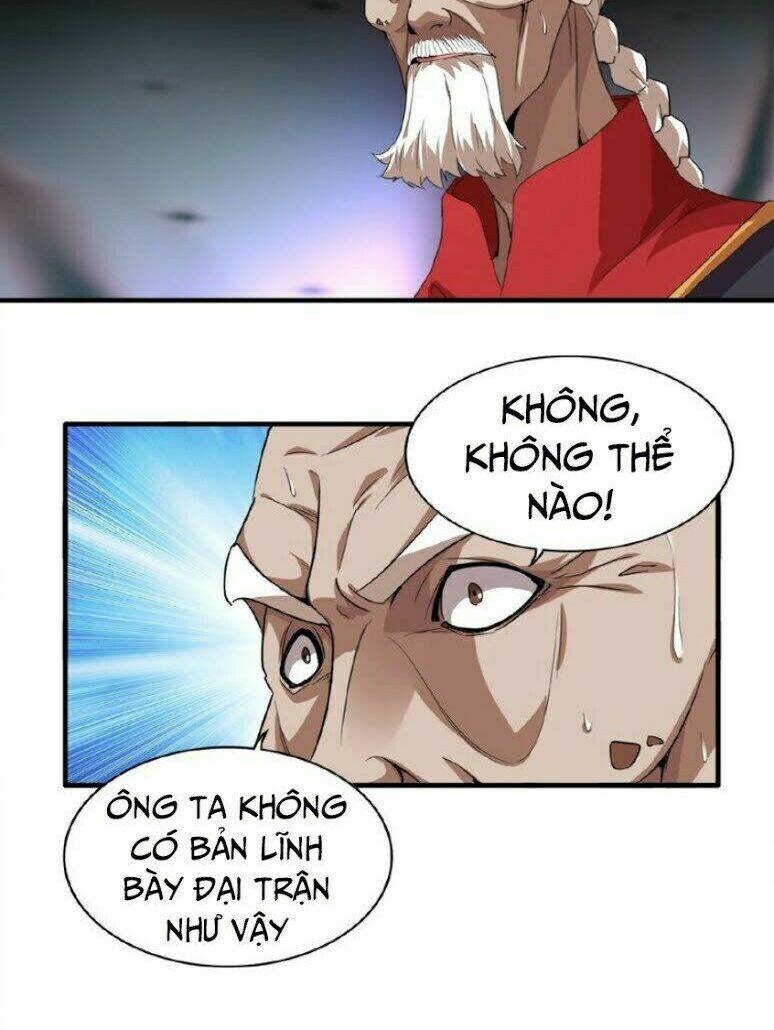 KHÔNG,
KHÔNG THỂ
NÀO!
ÔNG TA KHÔNG
CÓ BẢN LĨNH
BÀY ĐẠI TRẬN
NHƯ VẬY